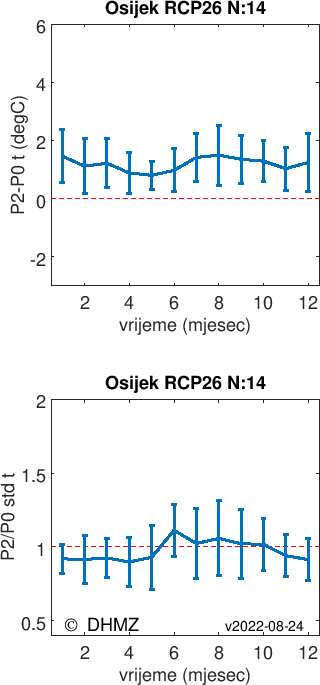 Osijek RCP26 N:14
6
4
2
0
-2
P2-P0 t (degC)
2 4 6 8 10 12
vrijeme (mjesec)
Osijek RCP26 N:14
2
1.5
1
0.5
P2/P0 std t
© DHMZ v2022-08-24
2 4 6 8 10 12
vrijeme (mjesec)